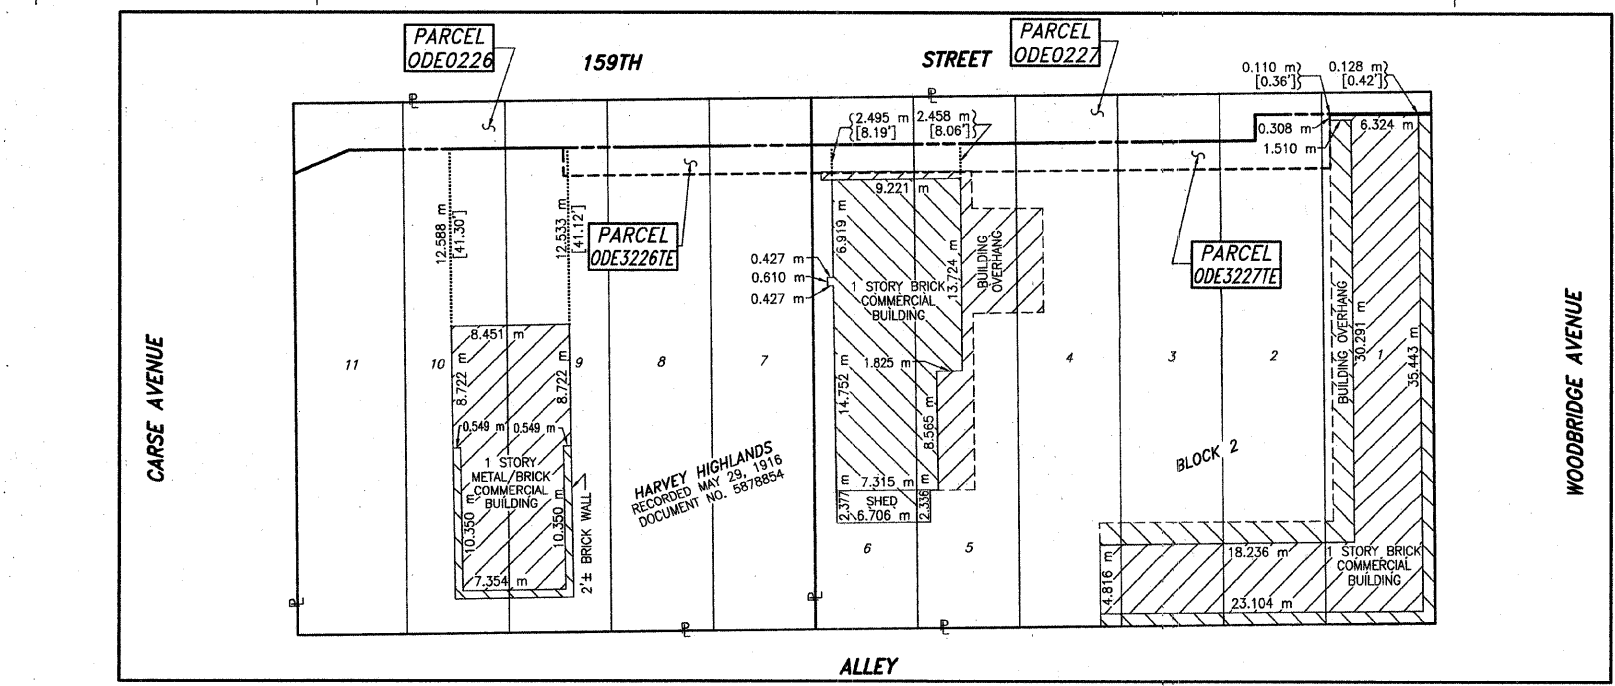 PARCEL
ODE0226
159TH
STREET
PARCEL
ODE0227
0.110 m
[0.36']
0.128 m
[0.42']
2.495 m
[8.19']
2.458 m
[8.06']
0.308 m
1.510 m
6.324 m
12.588 m
[41.30']
12.533 m
[41.12']
PARCEL
ODE3226TE
9.221 m
6.919 m
13.724 m
BUILDING
OVERHANG
PARCEL
ODE3227TE
0.427 m
0.610 m
0.427 m
1 STORY BRICK
COMMERCIAL
BUILDING
8.451 m
8.722 m
8.722 m
1.825 m
14.752 m
8.565 m
BUILDING OVERHANG
30.291 m
35.443 m
11
10
9
8
7
4
3
2
1
CARSE AVENUE
WOODBRIDGE AVENUE
0.549 m
0.549 m
1 STORY
METAL/BRICK
COMMERCIAL
BUILDING
10.350 m
10.350 m
7.354 m
2'± BRICK WALL
HARVEY HIGHLANDS
RECORDED MAY 29, 1916
DOCUMENT NO. 5878854
BLOCK 2
7.315 m
2.377 m
SHED
2.336 m
6.706 m
6
5
18.236 m
4.816 m
1 STORY BRICK
COMMERCIAL
BUILDING
23.104 m
ALLEY